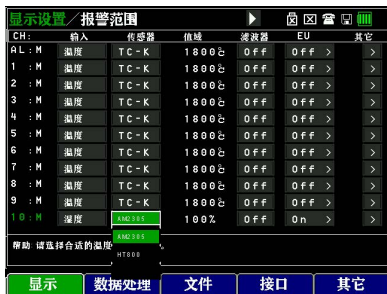 显示设置/报警范围
CH: 输入 传感器 值域 滤波器 EU 其它
AL:M 温度 TC-K 1800℃ Off Off > >
1 :M 温度 TC-K 1800℃ Off Off > >
2 :M 温度 TC-K 1800℃ Off Off > >
3 :M 温度 TC-K 1800℃ Off Off > >
4 :M 温度 TC-K 1800℃ Off Off > >
5 :M 温度 TC-K 1800℃ Off Off > >
6 :M 温度 TC-K 1800℃ Off Off > >
7 :M 温度 TC-K 1800℃ Off Off > >
8 :M 温度 TC-K 1800℃ Off Off > >
9 :M 温度 TC-K 1800℃ Off Off > >
10:M 湿度 AM2305 100% Off On > >
AM2305
HT800
帮助:请选择合适的温度
显示 数据处理 文件 接口 其它